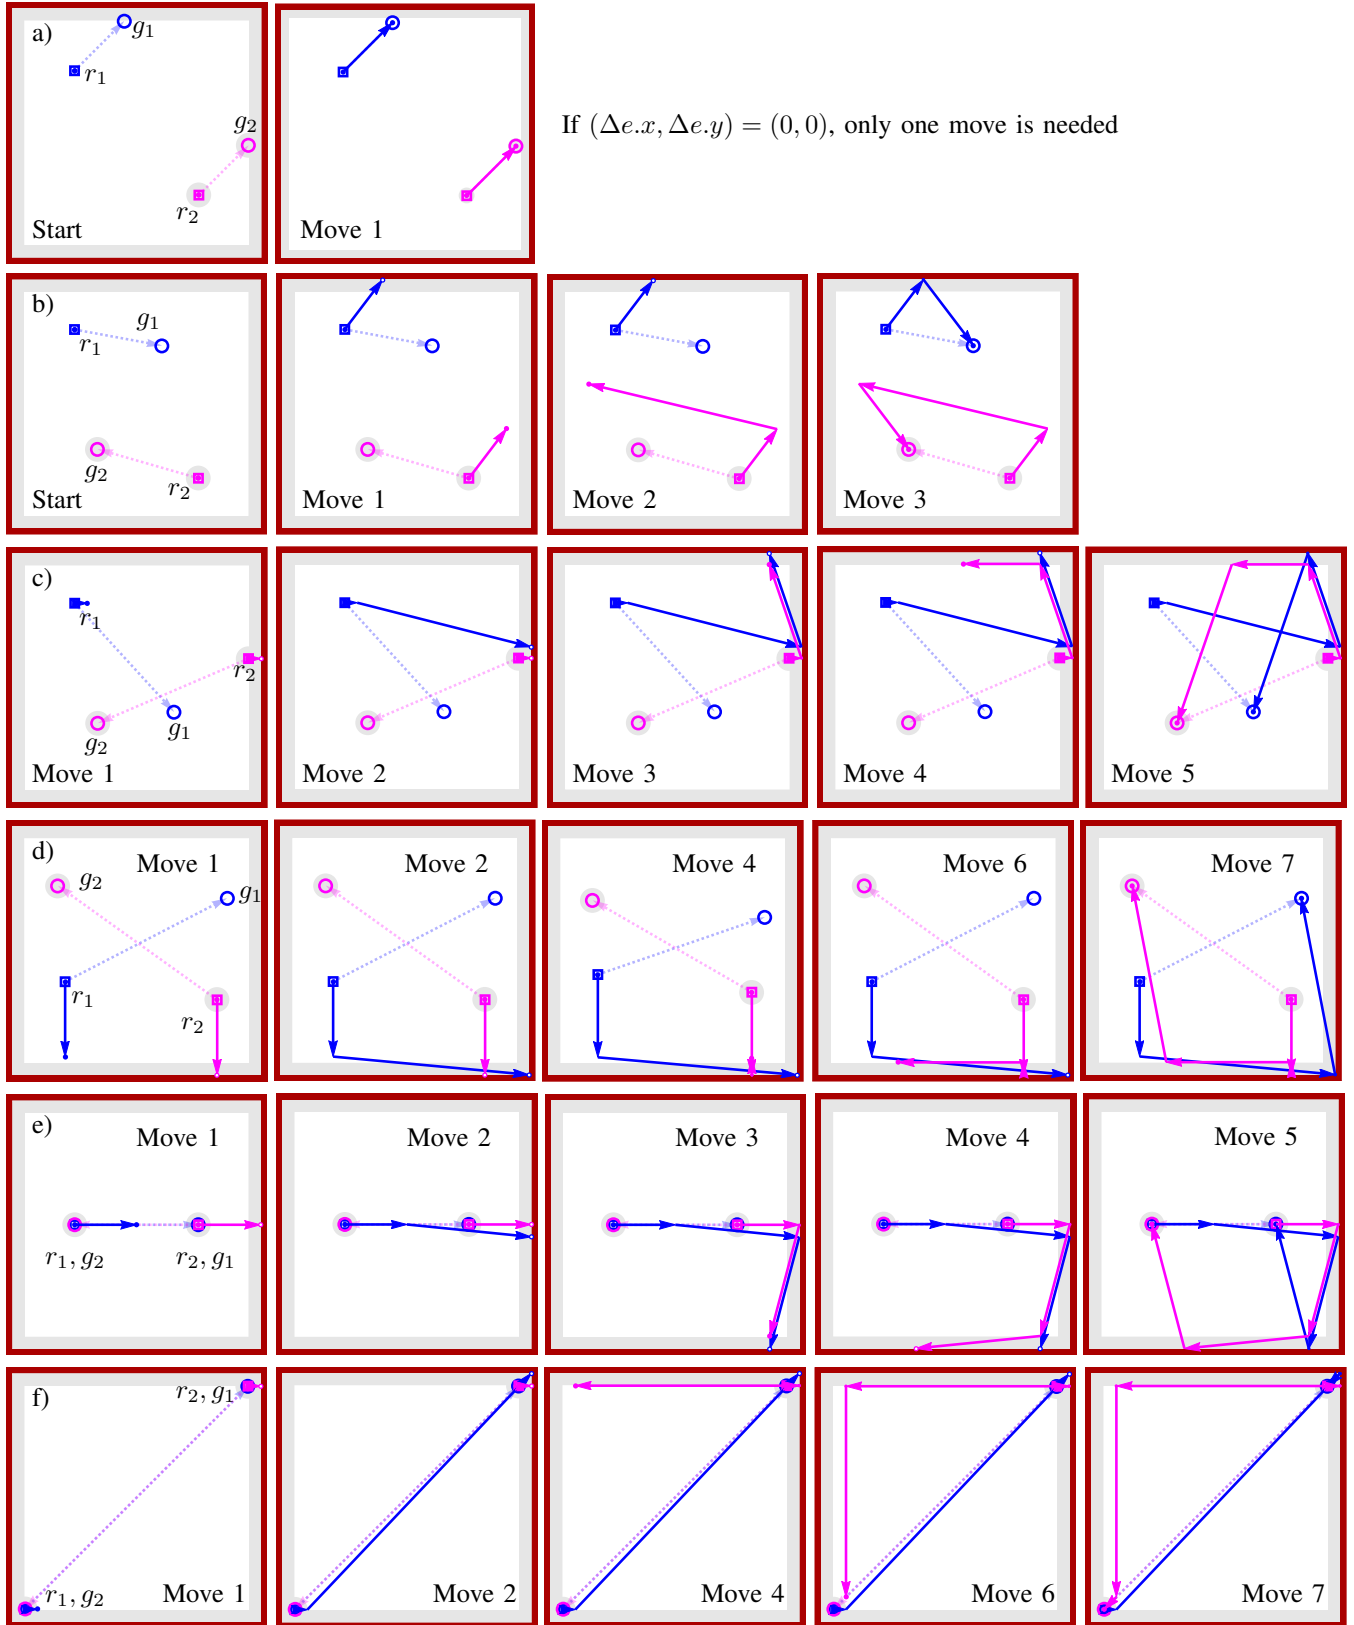 a)
g₁
r₁
g₂
r₂
Start
Move 1
If (Δe.x, Δe.y) = (0, 0), only one move is needed
b)
g₁
r₁
g₂
r₂
Start
Move 1
Move 2
Move 3
c)
r₁
r₂
g₁
g₂
Move 1
Move 2
Move 3
Move 4
Move 5
d)
Move 1
g₂
g₁
r₁
r₂
Move 2
Move 4
Move 6
Move 7
e)
Move 1
r₁, g₂
r₂, g₁
Move 2
Move 3
Move 4
Move 5
f)
r₂, g₁
r₁, g₂
Move 1
Move 2
Move 4
Move 6
Move 7